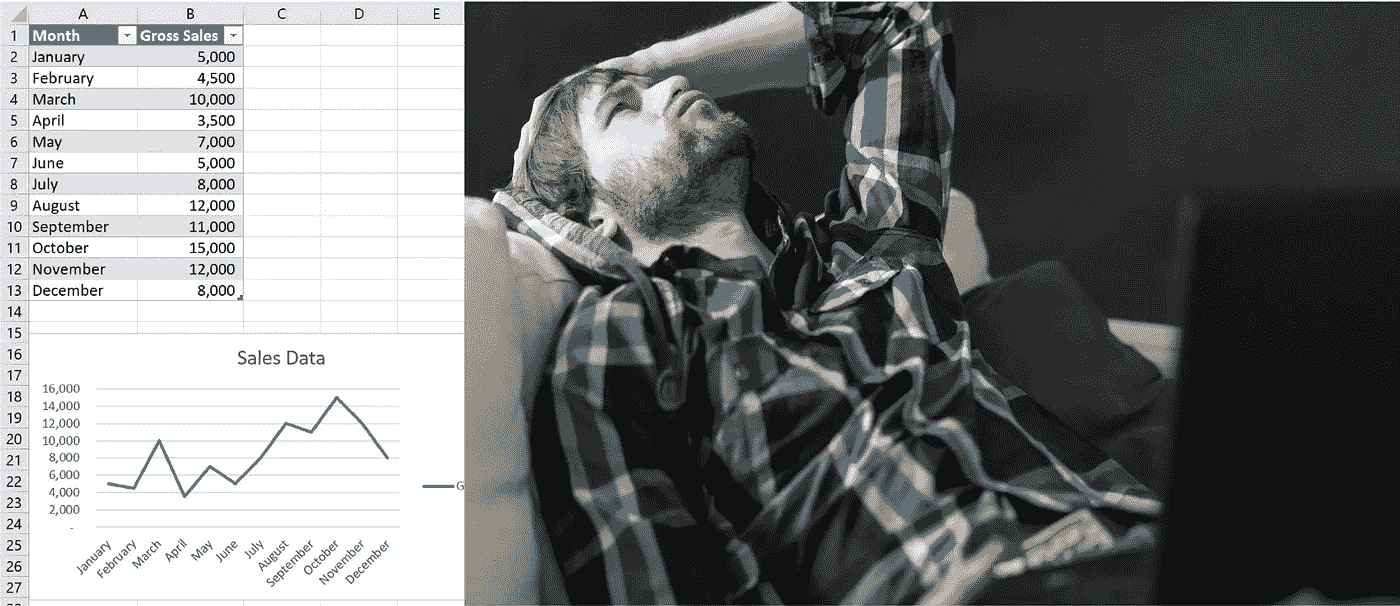 A B C D E
1 Month Gross Sales
2 January 5,000
3 February 4,500
4 March 10,000
5 April 3,500
6 May 7,000
7 June 5,000
8 July 8,000
9 August 12,000
10 September 11,000
11 October 15,000
12 November 12,000
13 December 8,000
14
15
16
17
18
19
20
21
22
23
24
25
26
27
Sales Data
16,000
14,000
12,000
10,000
8,000
6,000
4,000
2,000
-
January February March April May June July August September October November December
G